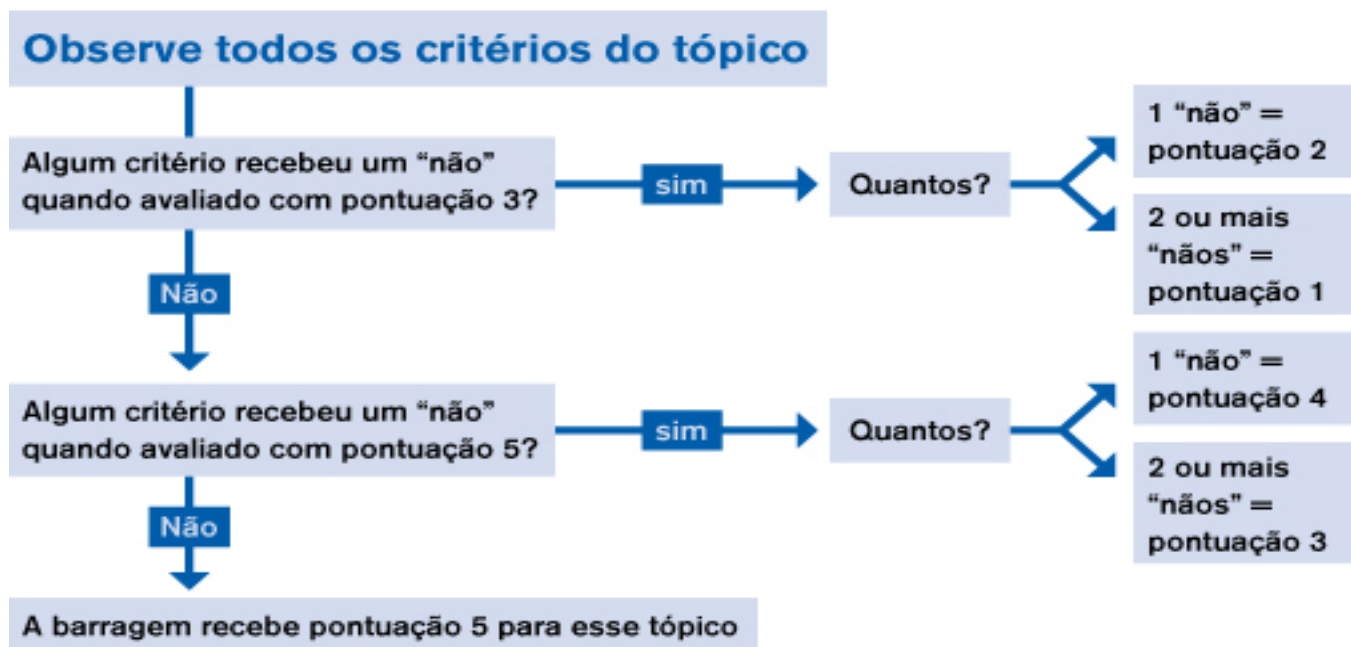 Observe todos os critérios do tópico
Algum critério recebeu um “não”
quando avaliado com pontuação 3?
sim
Quantos?
1 “não” =
pontuação 2
2 ou mais
“nãos” =
pontuação 1
Não
Algum critério recebeu um “não”
quando avaliado com pontuação 5?
sim
Quantos?
1 “não” =
pontuação 4
2 ou mais
“nãos” =
pontuação 3
Não
A barragem recebe pontuação 5 para esse tópico